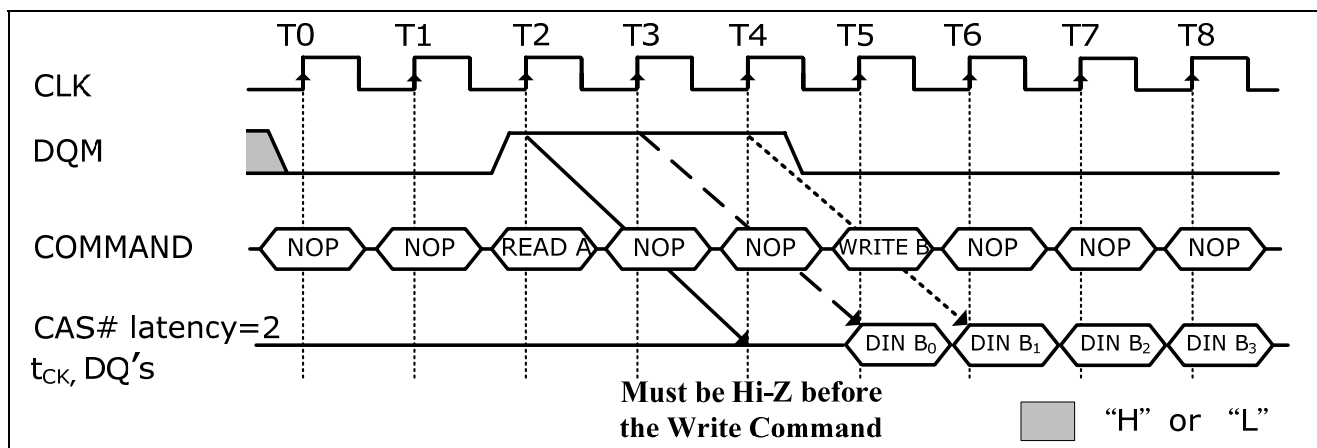 T0 T1 T2 T3 T4 T5 T6 T7 T8
CLK
DQM
COMMAND NOP NOP READ A NOP NOP WRITE B NOP NOP NOP
CAS# latency=2
DIN B0 DIN B1 DIN B2 DIN B3
tCK, DQ's
Must be Hi-Z before
the Write Command
"H" or "L"